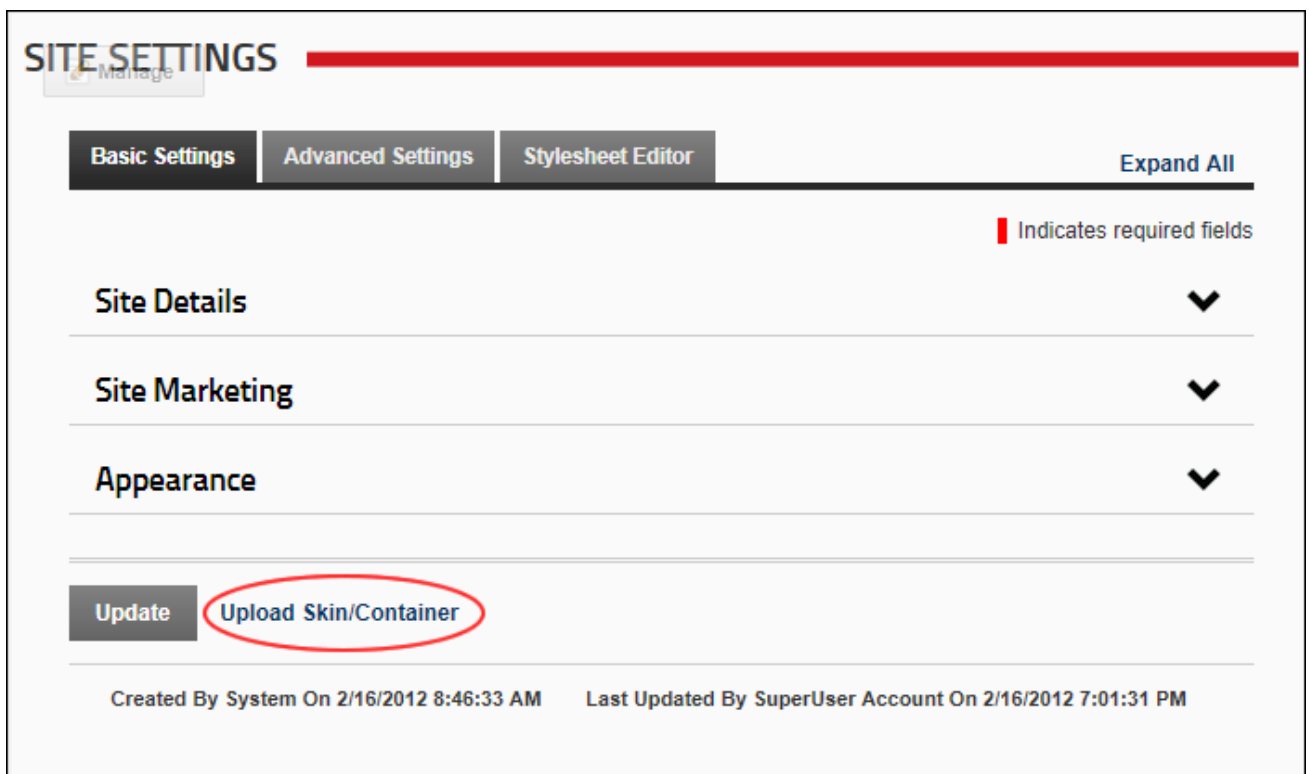 SITE SETTINGS
Manage
Basic Settings Advanced Settings Stylesheet Editor Expand All
Indicates required fields
Site Details
Site Marketing
Appearance
Update Upload Skin/Container
Created By System On 2/16/2012 8:46:33 AM Last Updated By SuperUser Account On 2/16/2012 7:01:31 PM